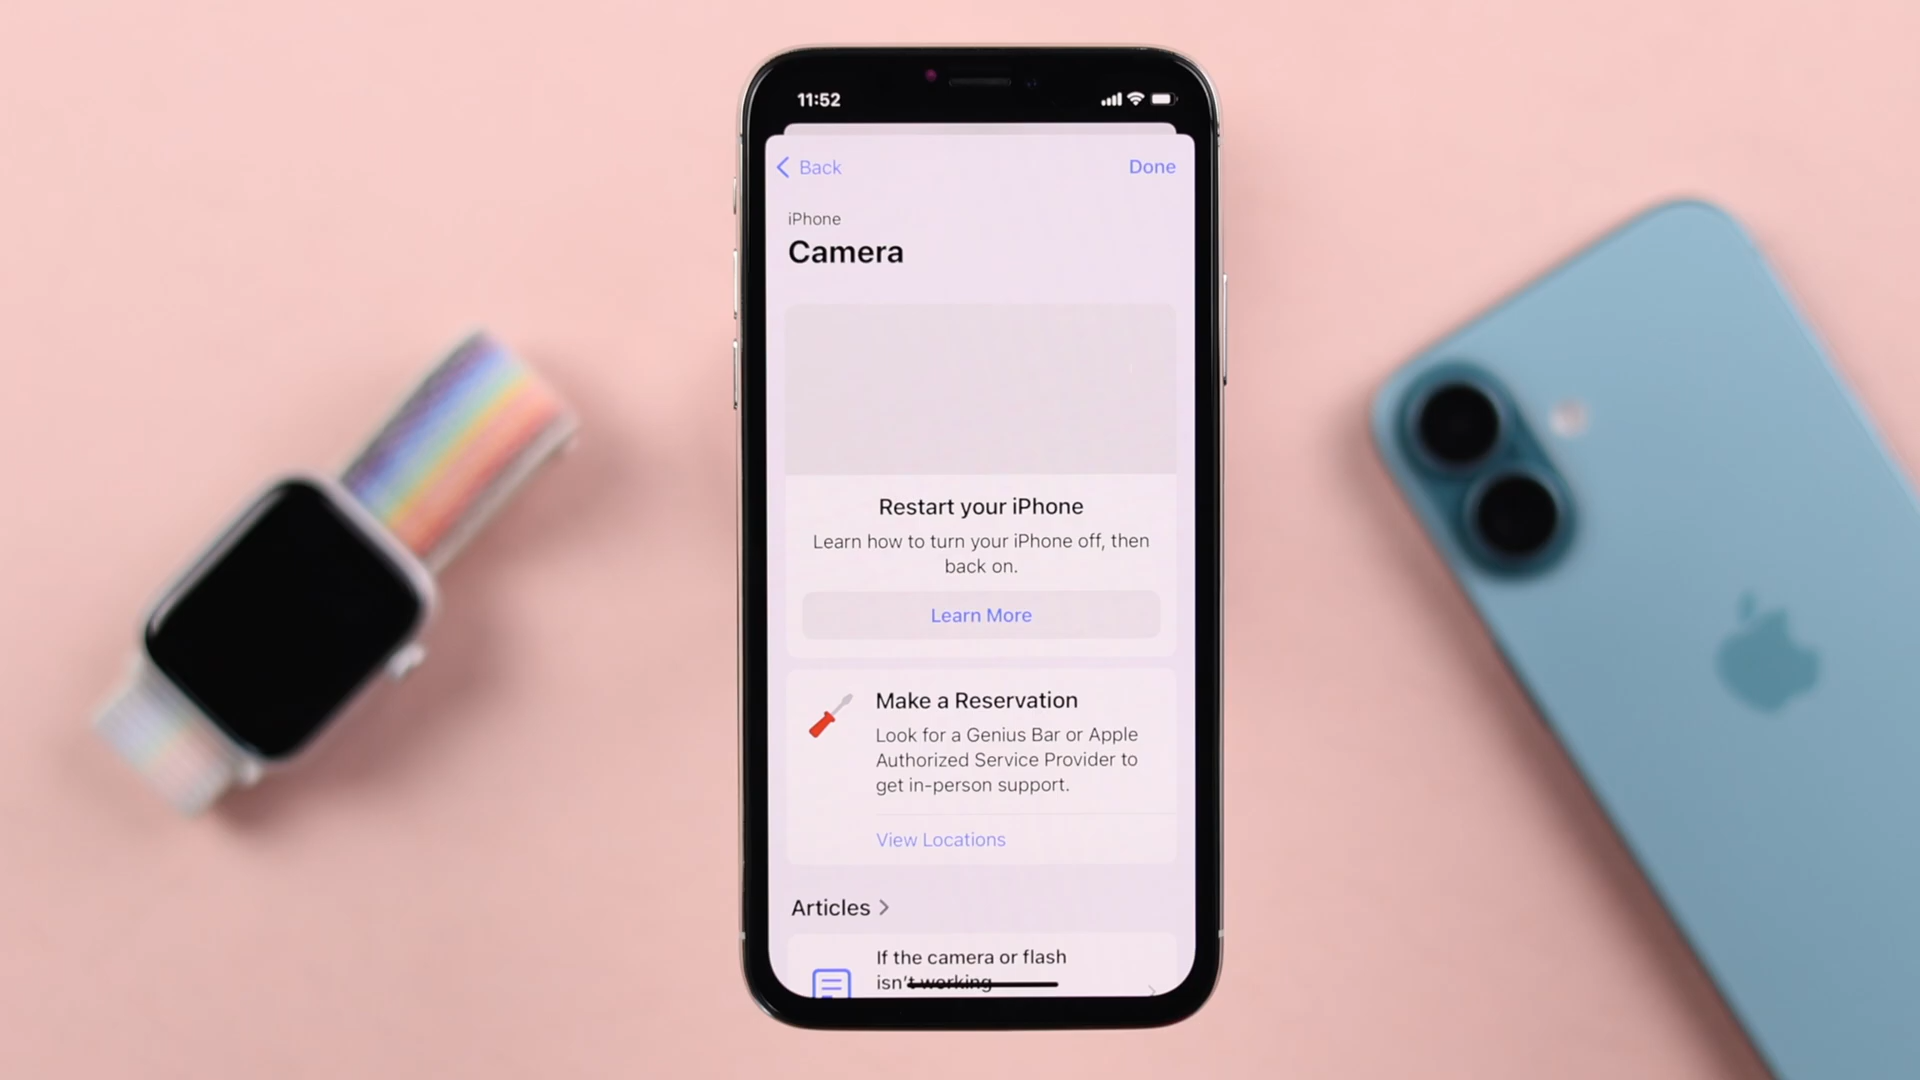 11:52
Back
Done
iPhone
Camera
Restart your iPhone
Learn how to turn your iPhone off, then
back on.
Learn More
Make a Reservation
Look for a Genius Bar or Apple
Authorized Service Provider to
get in-person support.
View Locations
Articles
If the camera or flash
isn't working